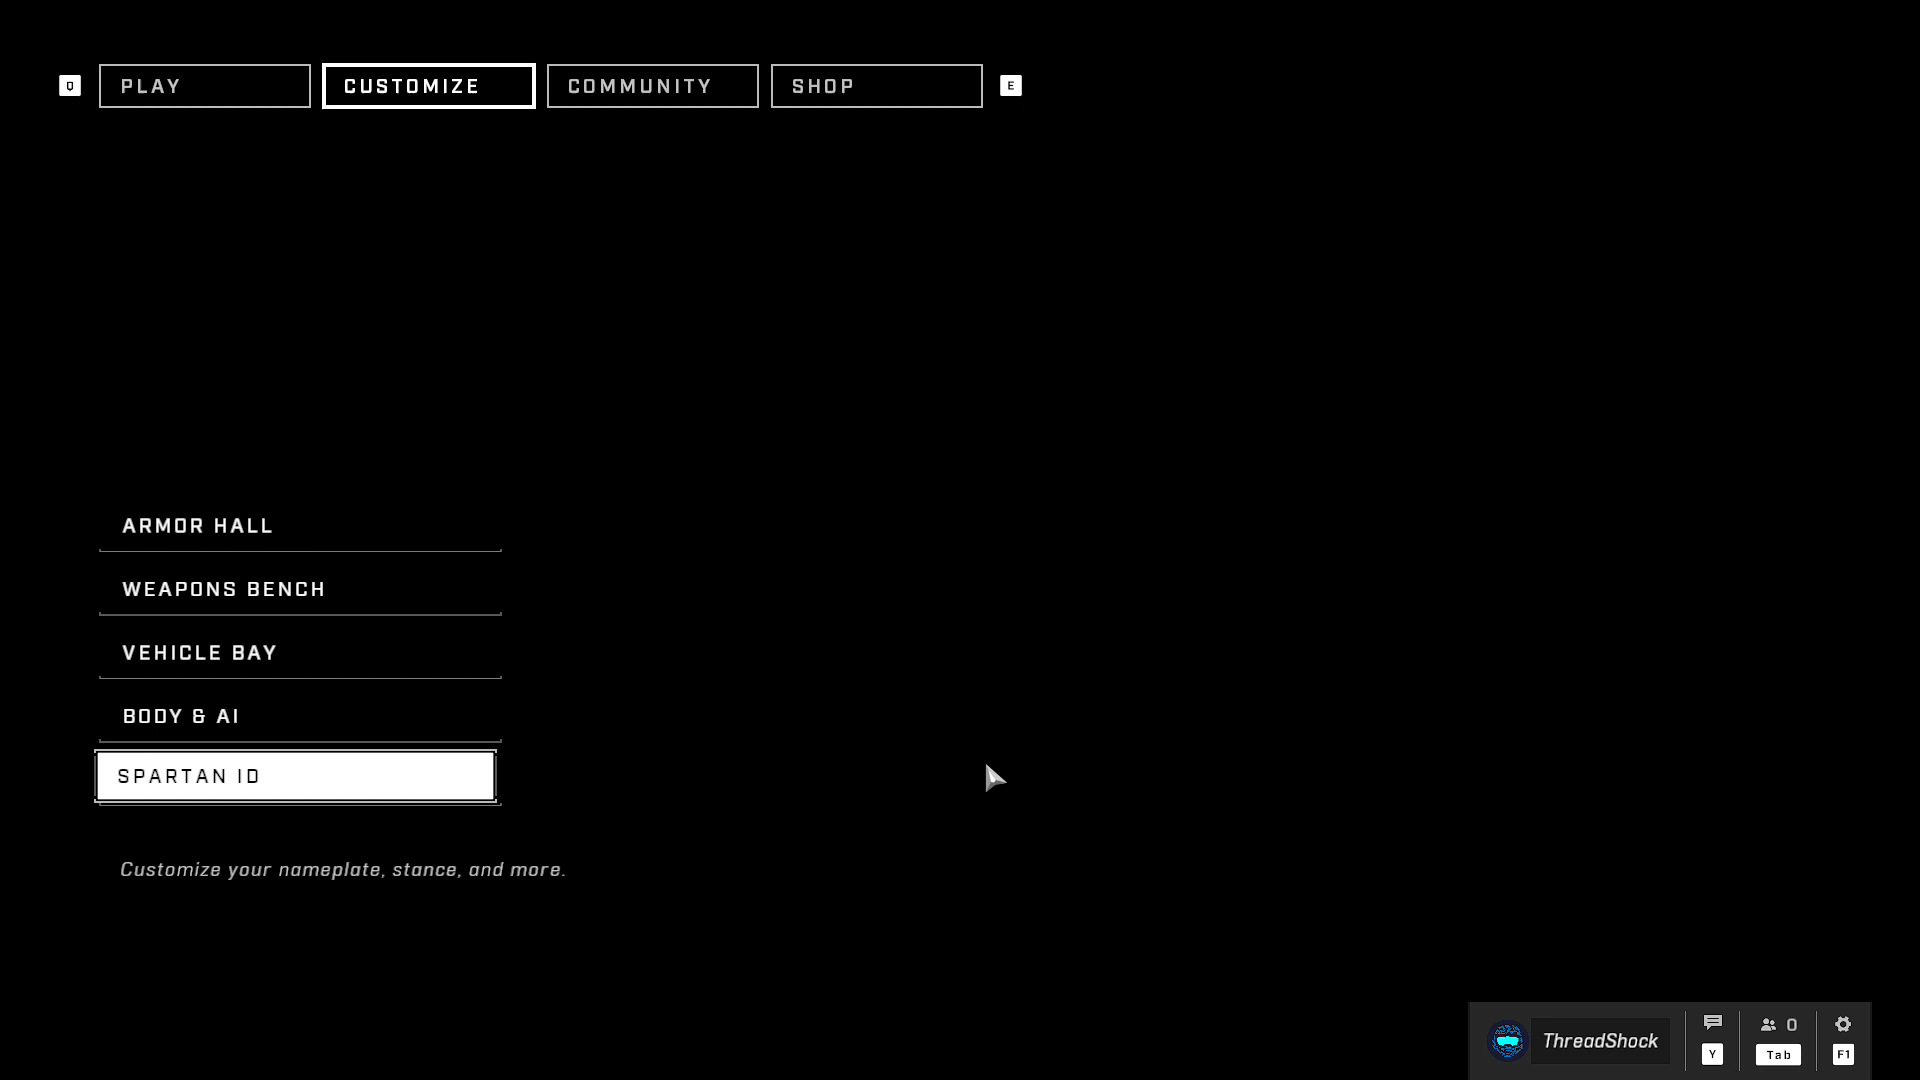 Q PLAY CUSTOMIZE COMMUNITY SHOP E
ARMOR HALL
WEAPONS BENCH
VEHICLE BAY
BODY & AI
SPARTAN ID
Customize your nameplate, stance, and more.
ThreadShock
0
Y Tab F1